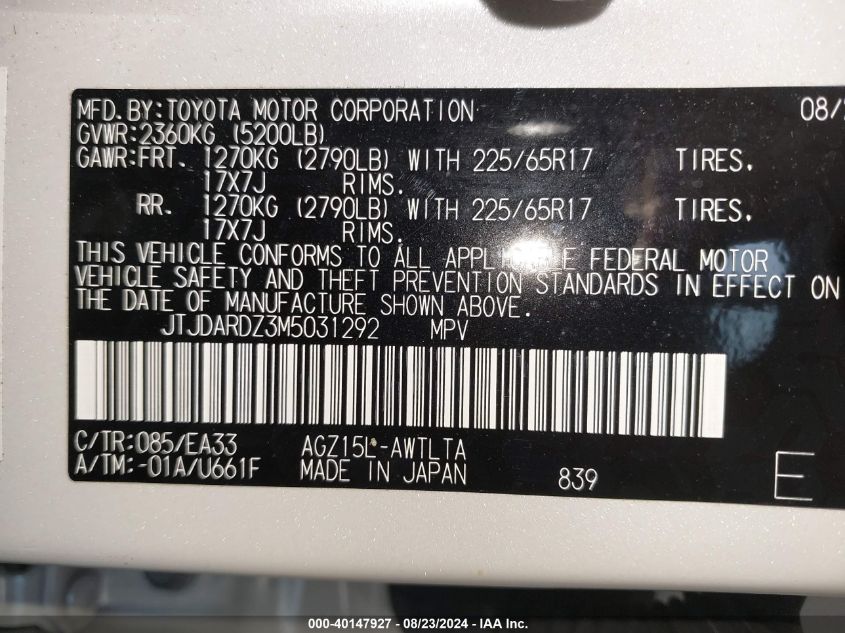 MFD. BY: TOYOTA MOTOR CORPORATION 08/
GVWR: 2360KG (5200LB)
GAWR: FRT. 1270KG (2790LB) WITH 225/65R17 TIRES.
17X7J RIMS.
RR. 1270KG (2790LB) WITH 225/65R17 TIRES.
17X7J RIMS.
THIS VEHICLE CONFORMS TO ALL FEDERAL MOTOR
VEHICLE SAFETY AND THEFT PREVENTION STANDARDS IN EFFECT ON
THE DATE OF MANUFACTURE SHOWN ABOVE.
JTJDARDZ3M5031292 MPV
C/TR: 085/EA33 AGZ15L-AWTLTA
A/TM: -01A/U661F MADE IN JAPAN 839 E
000-40147927 - 08/23/2024 - IAA Inc.